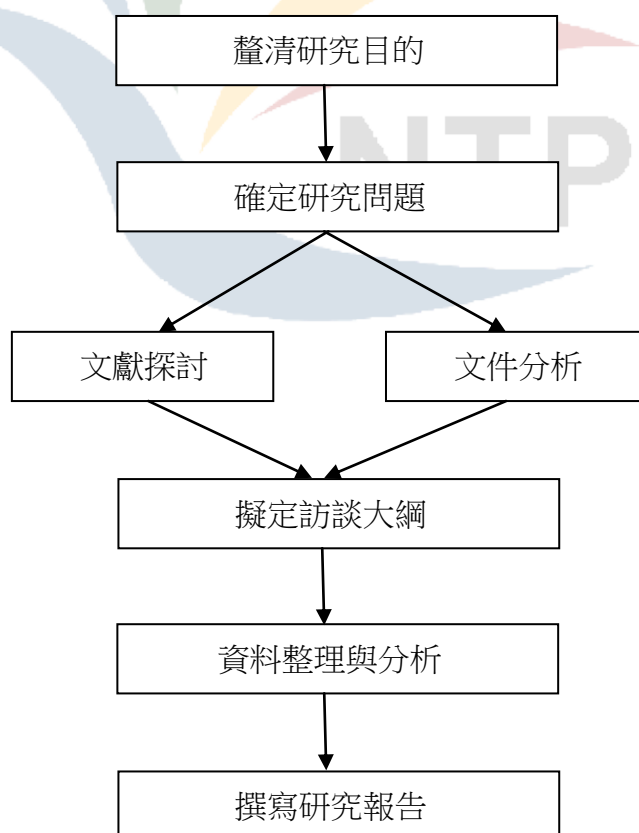 NTP
釐清研究目的
確定研究問題
文獻探討
文件分析
擬定訪談大綱
資料整理與分析
撰寫研究報告